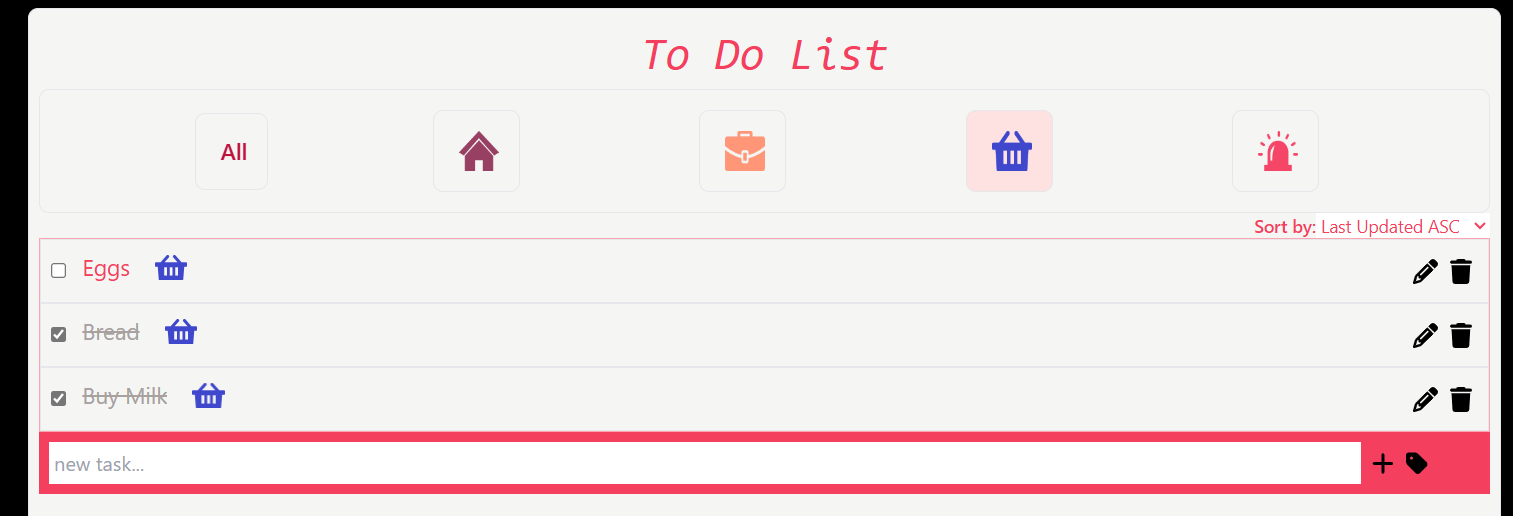 To Do List
All
Sort by: Last Updated ASC
Eggs
Bread
Buy Milk
new task...